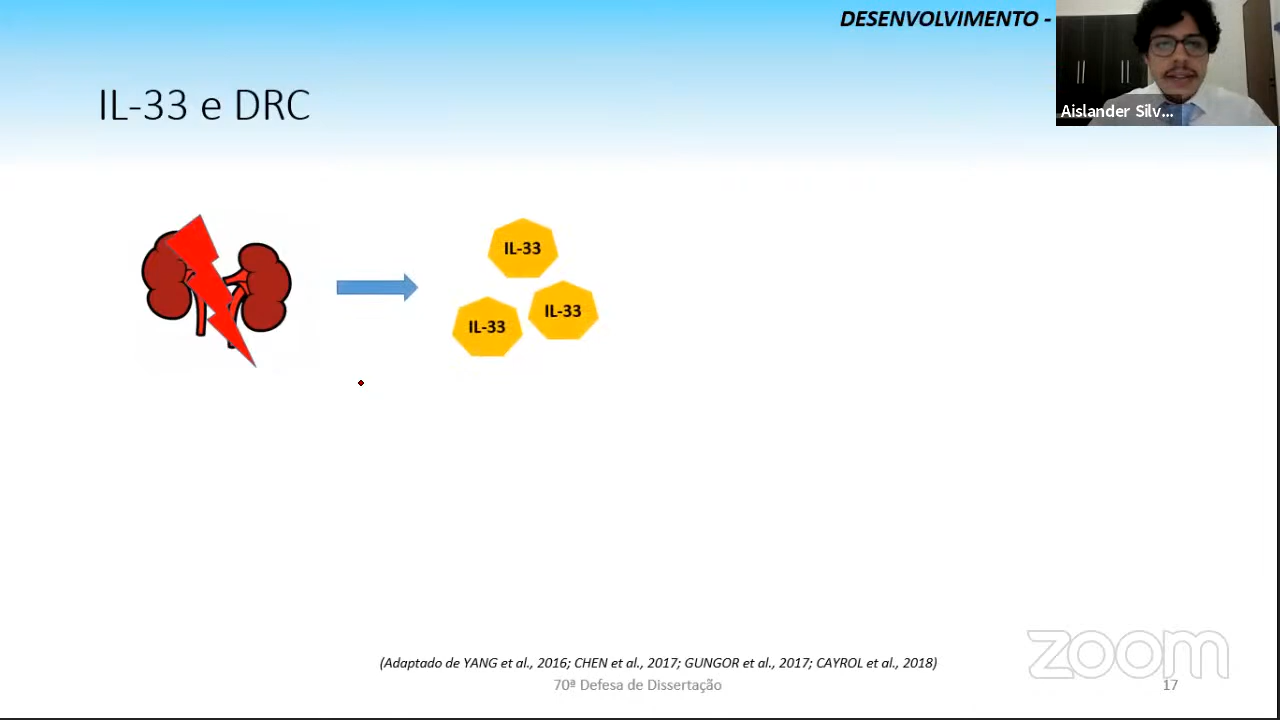 DESENVOLVIMENTO -
Aislander Silv...
IL-33 e DRC
IL-33
IL-33
IL-33
(Adaptado de YANG et al., 2016; CHEN et al., 2017; GUNGOR et al., 2017; CAYROL et al., 2018)
70ª Defesa de Dissertação
17
zoom